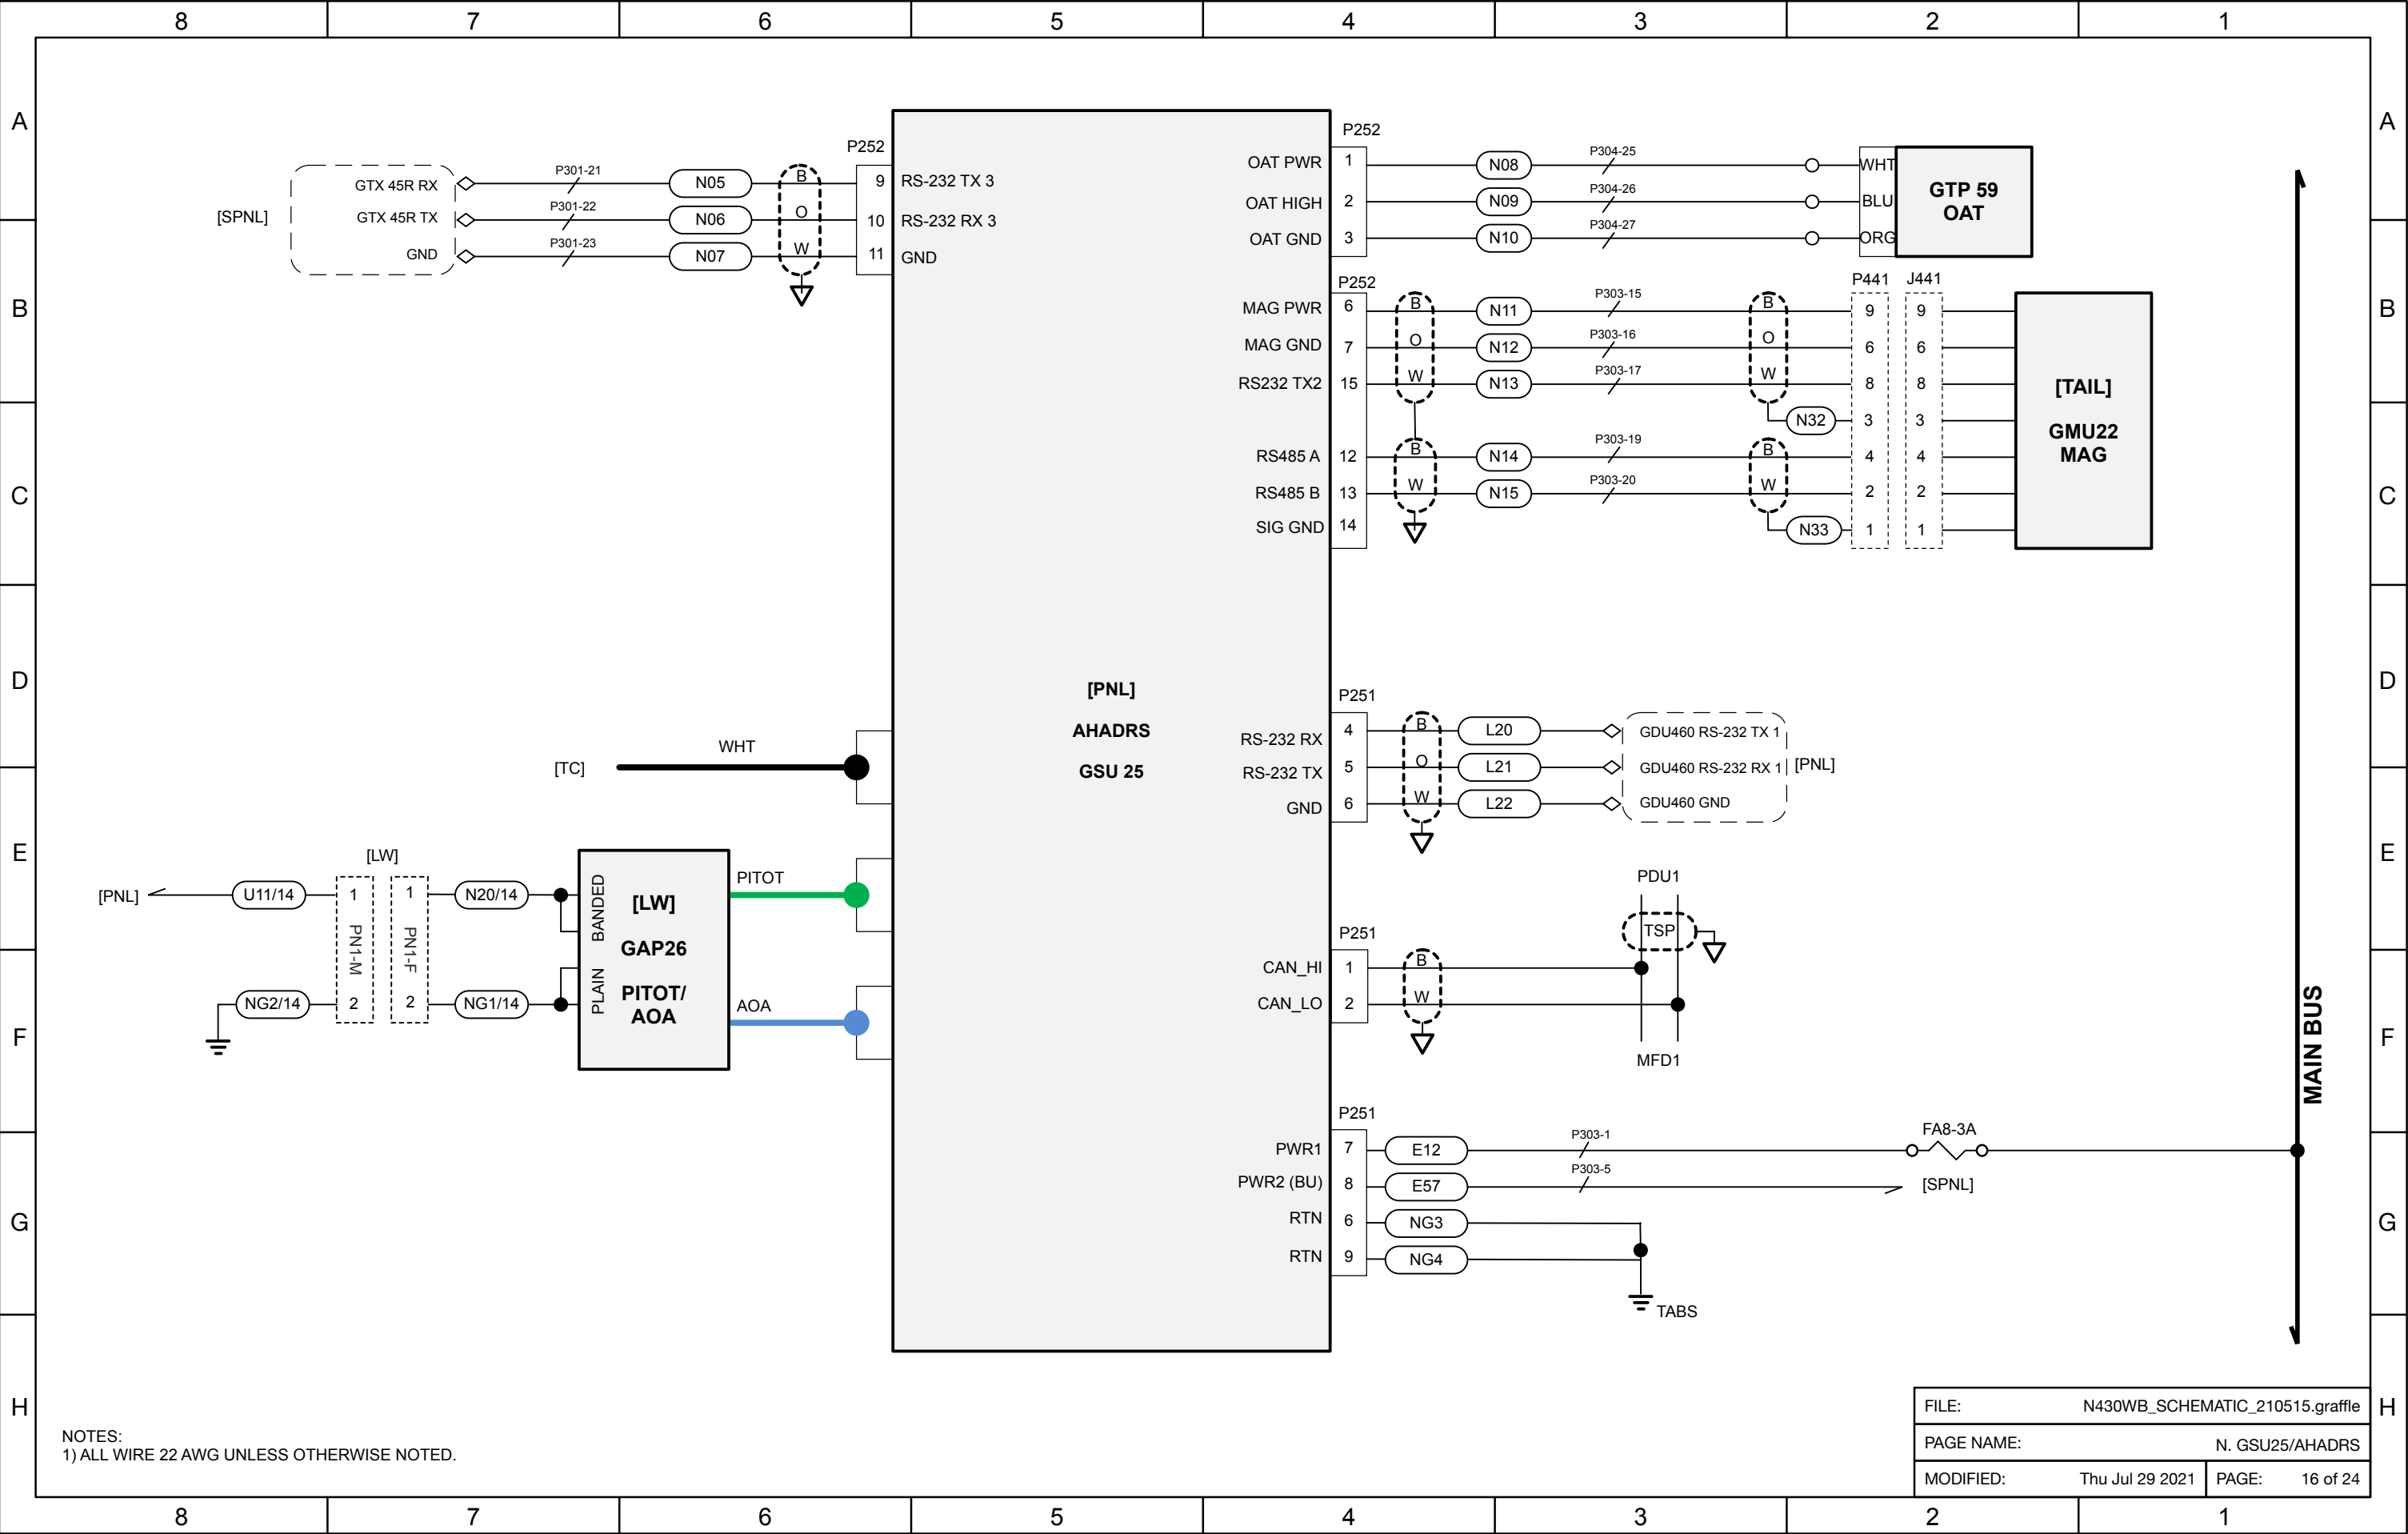 8 7 6 5 4 3 2 1
A
B
C
D
E
F
G
H
A
B
C
D
E
F
G
H
[SPNL]
GTX 45R RX P301-21 N05 B
GTX 45R TX P301-22 N06 O
GND P301-23 N07 W
P252
9 RS-232 TX 3
10 RS-232 RX 3
11 GND
[TC] WHT
[LW]
[PNL] U11/14 1 1 N20/14 BANDED
PN1-M PN1-F
NG2/14 2 2 NG1/14 PLAIN
[LW]
GAP26
PITOT/
AOA
PITOT
AOA
[PNL]
AHADRS
GSU 25
P252
OAT PWR 1 N08 P304-25 WHT
OAT HIGH 2 N09 P304-26 BLU
OAT GND 3 N10 P304-27 ORG
GTP 59
OAT
P252 P441 J441
MAG PWR 6 B N11 P303-15 B 9 9
MAG GND 7 O N12 P303-16 O 6 6
RS232 TX2 15 W N13 P303-17 W 8 8
N32 3 3
RS485 A 12 B N14 P303-19 B 4 4
RS485 B 13 W N15 P303-20 W 2 2
SIG GND 14 N33 1 1
[TAIL]
GMU22
MAG
P251
RS-232 RX 4 B L20 GDU460 RS-232 TX 1
RS-232 TX 5 O L21 GDU460 RS-232 RX 1 [PNL]
GND 6 W L22 GDU460 GND
PDU1
TSP
P251
CAN_HI 1 B
CAN_LO 2 W
MFD1
P251
PWR1 7 E12 P303-1 FA8-3A
PWR2 (BU) 8 E57 P303-5 [SPNL]
RTN 6 NG3
RTN 9 NG4
TABS
MAIN BUS
NOTES:
1) ALL WIRE 22 AWG UNLESS OTHERWISE NOTED.
FILE: N430WB_SCHEMATIC_210515.graffle
PAGE NAME: N. GSU25/AHADRS
MODIFIED: Thu Jul 29 2021 PAGE: 16 of 24
8 7 6 5 4 3 2 1